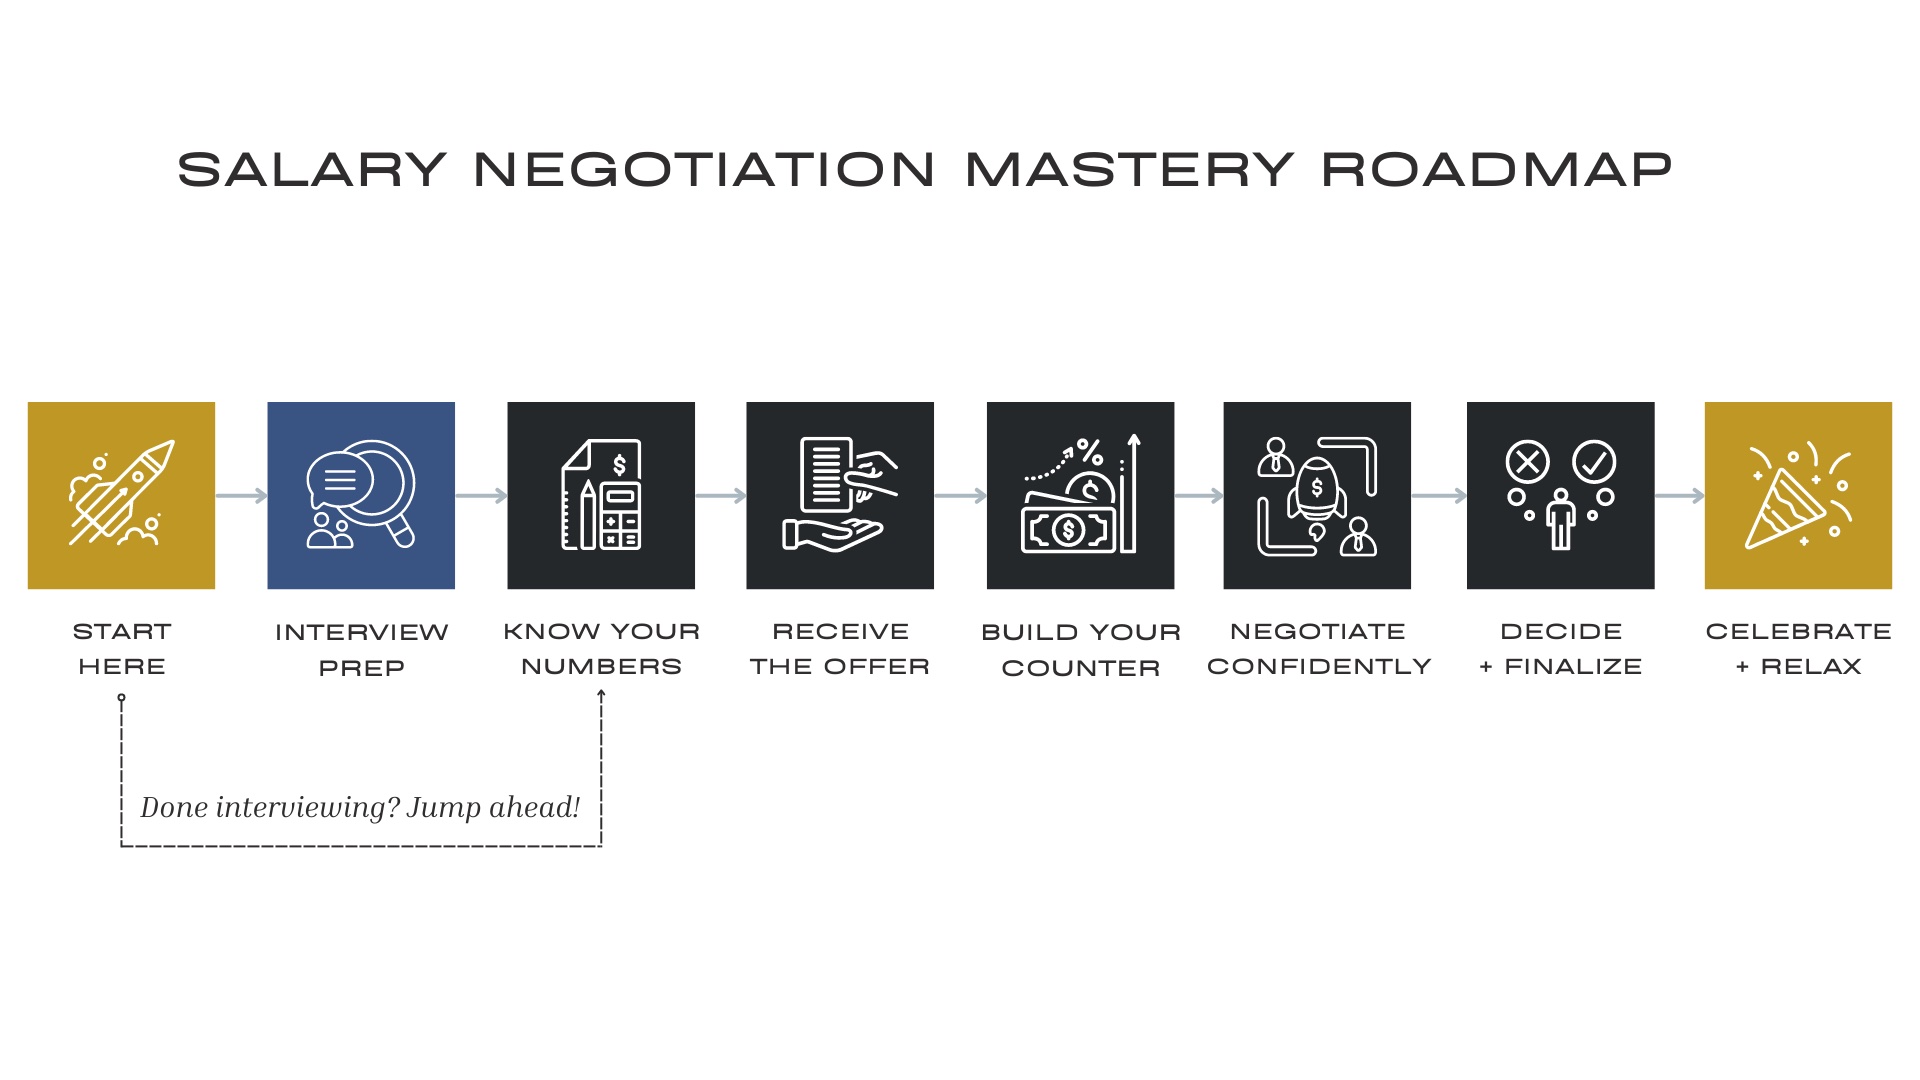 SALARY NEGOTIATION MASTERY ROADMAP
$
%
$
$
START
HERE
INTERVIEW
PREP
KNOW YOUR
NUMBERS
RECEIVE
THE OFFER
BUILD YOUR
COUNTER
NEGOTIATE
CONFIDENTLY
DECIDE
+ FINALIZE
CELEBRATE
+ RELAX
Done interviewing? Jump ahead!